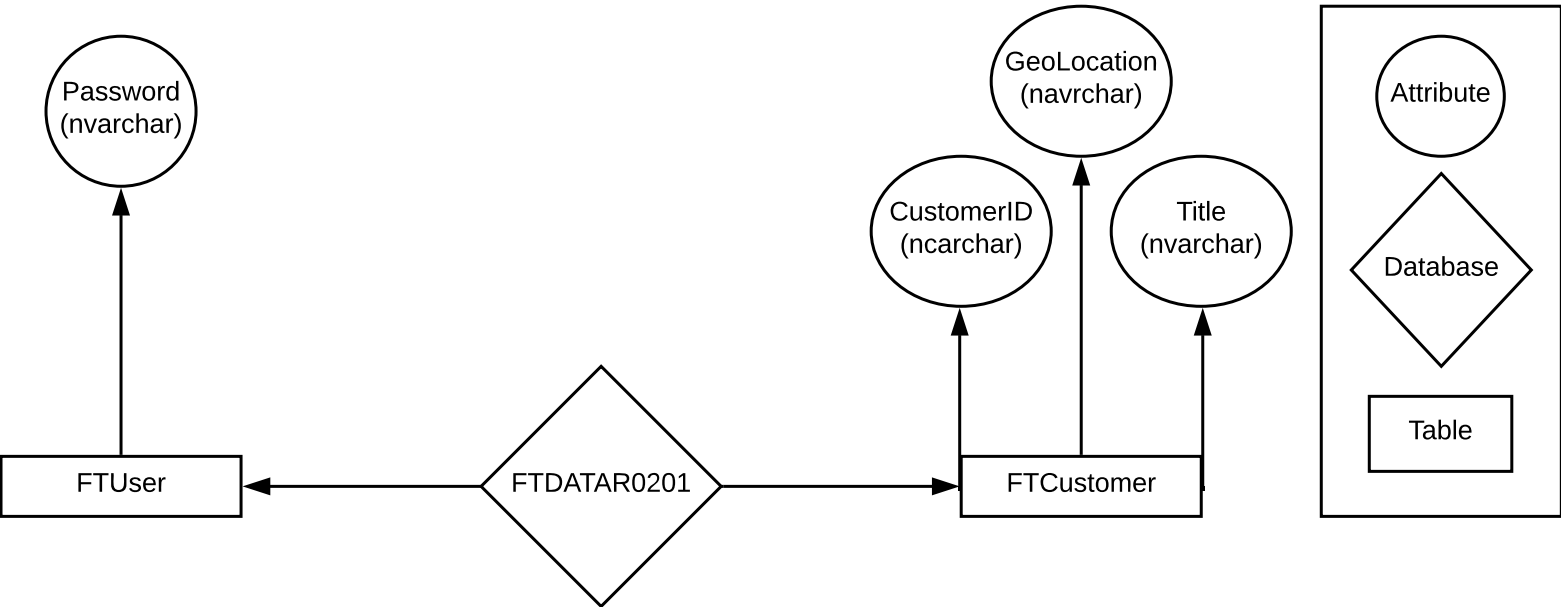 Password
(nvarchar)
GeoLocation
(navrchar)
CustomerID
(ncarchar)
Title
(nvarchar)
FTUser
FTDATAR0201
FTCustomer
Attribute
Database
Table